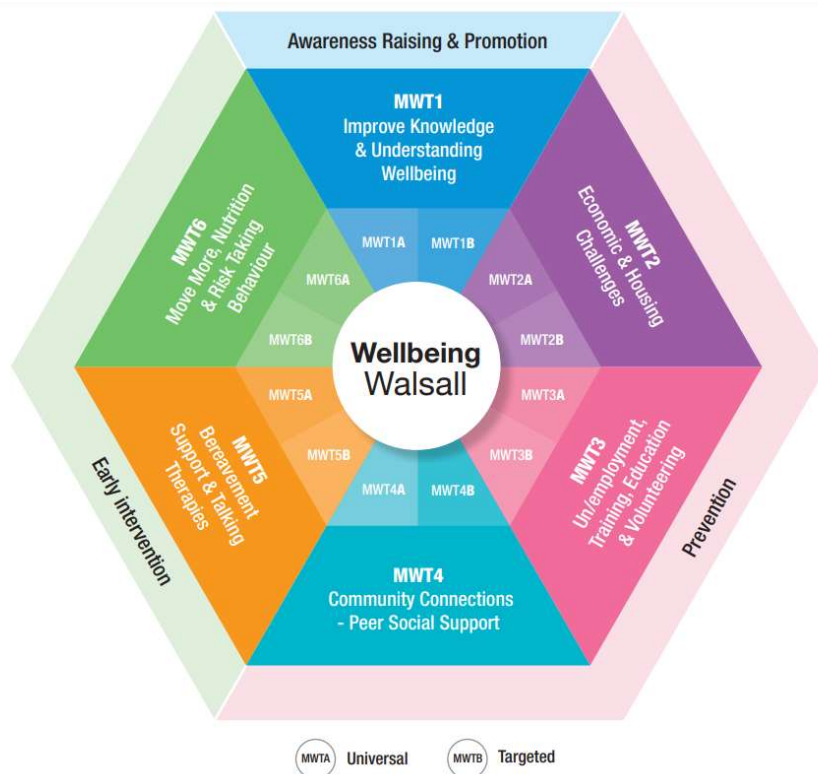 Awareness Raising & Promotion
MWT1
Improve Knowledge
& Understanding
Wellbeing
MWT1A
MWT1B
MWT2
Economic & Housing
Challenges
MWT2A
MWT2B
MWT3
Un/employment,
Training, Education
& Volunteering
MWT3A
MWT3B
MWT4
Community Connections
- Peer Social Support
MWT4A
MWT4B
MWT5
Bereavement
Support & Talking
Therapies
MWT5A
MWT5B
MWT6
Move More, Nutrition
& Risk Taking
Behaviour
MWT6A
MWT6B
Wellbeing
Walsall
Early intervention
Prevention
MWTA Universal
MWTB Targeted